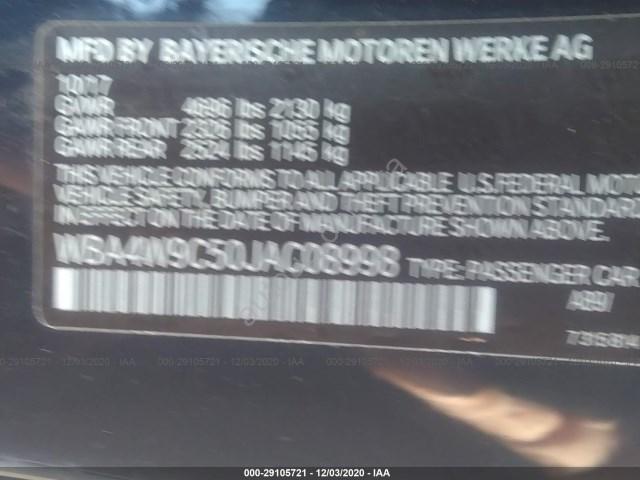 MFD BY BAYERISCHE MOTOREN WERKE AG
10/17
GAWR 4696 lbs 2130 kg
GAWR FRONT 2326 lbs 1055 kg
GAWR REAR 2524 lbs 1145 kg
THIS VEHICLE CONFORMS TO ALL APPLICABLE U.S. FEDERAL MOTO
VEHICLE SAFETY, BUMPER AND THEFT PREVENTION STANDAR
IN EFFECT ON THE DATE OF MANUFACTURE SHOWN ABOVE.
WBA4W9C50JAC08998 TYPE: PASSENGER CAR
A89/
79584
000-29105721 - 12/03/2020 - IAA